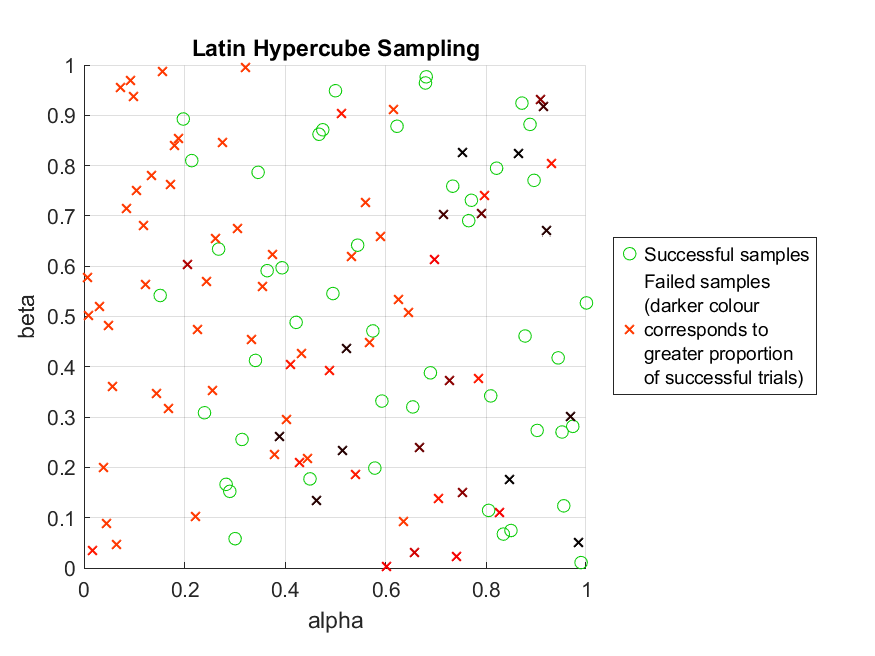 Latin Hypercube Sampling
1
0.9
0.8
0.7
0.6
0.5
0.4
0.3
0.2
0.1
0
beta
0 0.2 0.4 0.6 0.8 1
alpha
Successful samples
Failed samples
(darker colour
corresponds to
greater proportion
of successful trials)